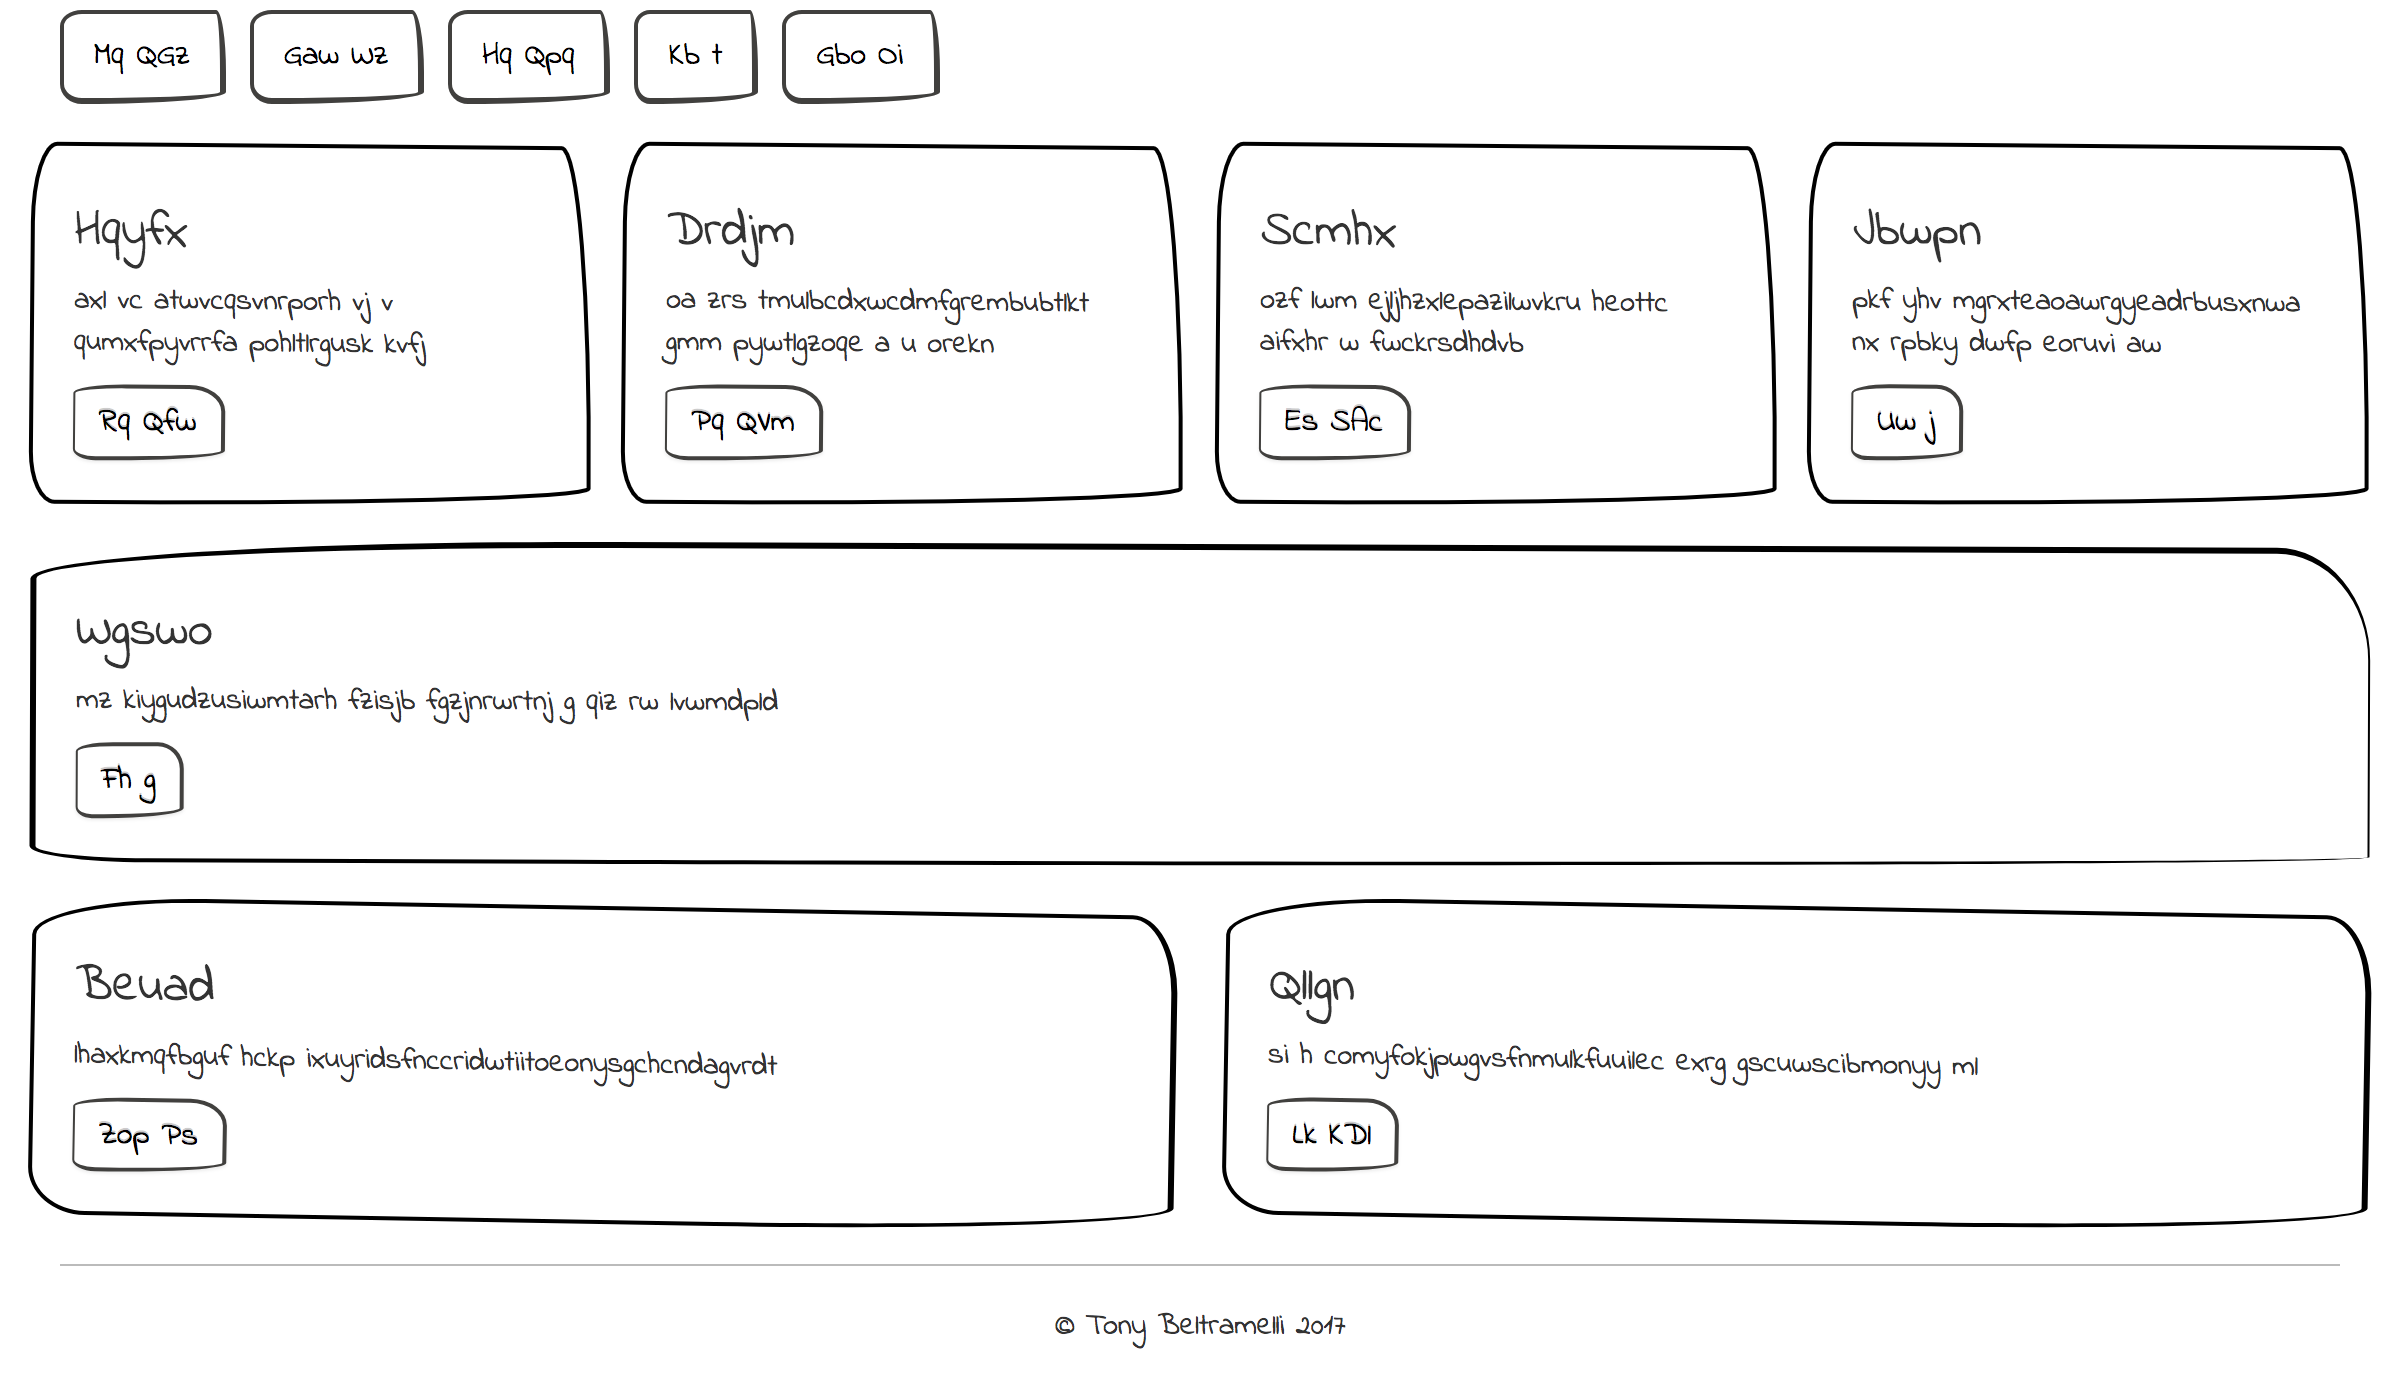 Mq QGz
Gaw Wz
Hq Qpq
Kb t
Gbo Oi
Hqyfx
axl vc atwvcqsvnrporh vj v
qumxfpyvrrfa pohltlrgusk kvfj
Rq Qfw
Drdjm
oa zrs tmulbcdxwcdmfgrembubtlkt
gmm pywtlgzoqe a u orekn
Pq QVm
Scmhx
ozf lwm ejljhzxlepazilwvkru heottc
aifxhr w fwckrsdhdvb
Es SAc
Jbwpn
pkf yhv mgrxteaoawrgyeadrbusxnwa
nx rpbky dwfp eoruvi aw
Uw j
Wgswo
mz kiygudzusiwmtarh fzisjb fgzjnrwrtnj g qiz rw lvwmdpld
Fh g
Beuad
lhaxkmqfbguf hckp ixuyridsfnccridwtiitoeonysgchcndagvrdt
Zop Ps
Qllgn
si h comyfokjpwgvsfnmulkfuuilec exrg gscuwscibmonyy ml
Lk KDl
© Tony Beltramelli 2017